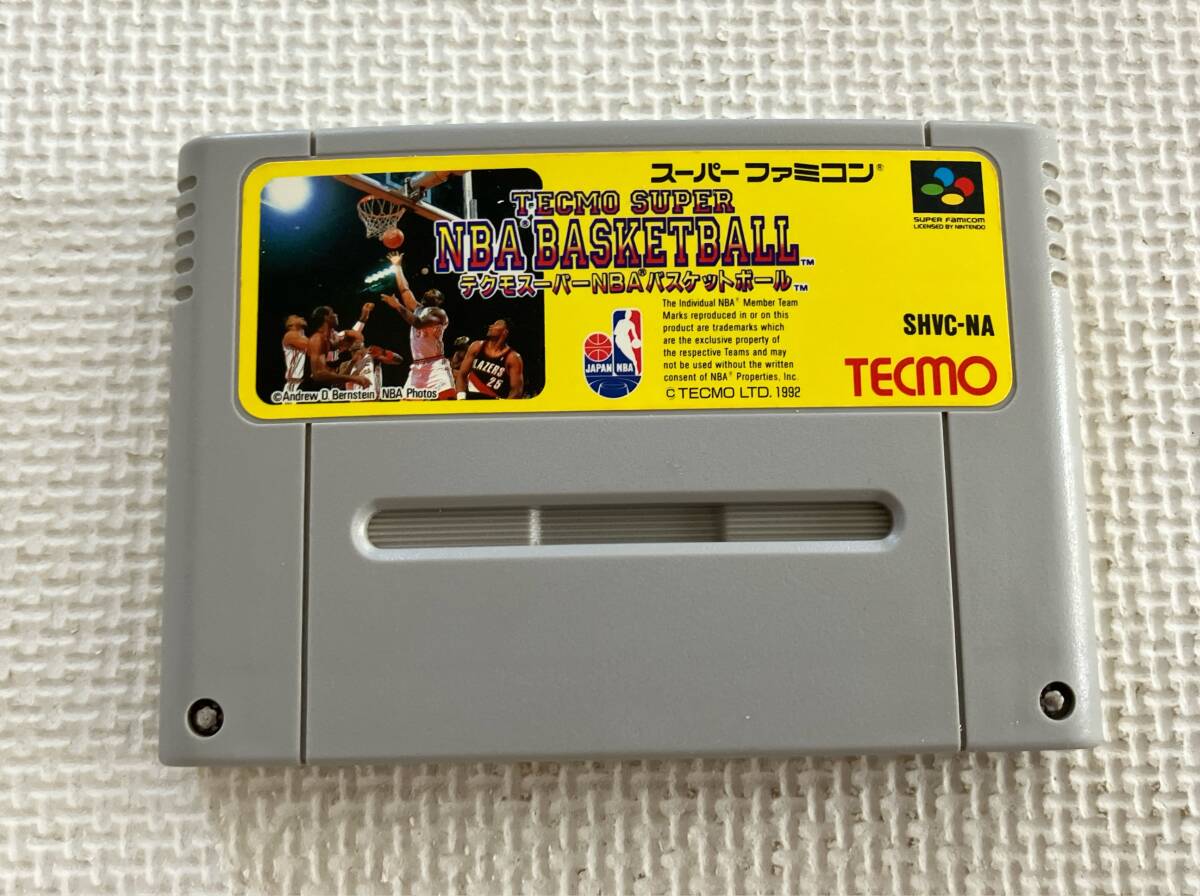 スーパーファミコン®
TECMO SUPER
NBA® BASKETBALL™
テクモスーパーNBA®バスケットボール™
SUPER FAMICOM
LICENSED BY NINTENDO
The Individual NBA® Member Team
Marks reproduced in or on this
product are trademarks which
are the exclusive property of
the respective Teams and may
not be used without the written
consent of NBA® Properties, Inc.
© TECMO LTD. 1992
JAPAN NBA
SHVC-NA
TECMO
BLAZERS
25
©Andrew D. Bernstein NBA Photos